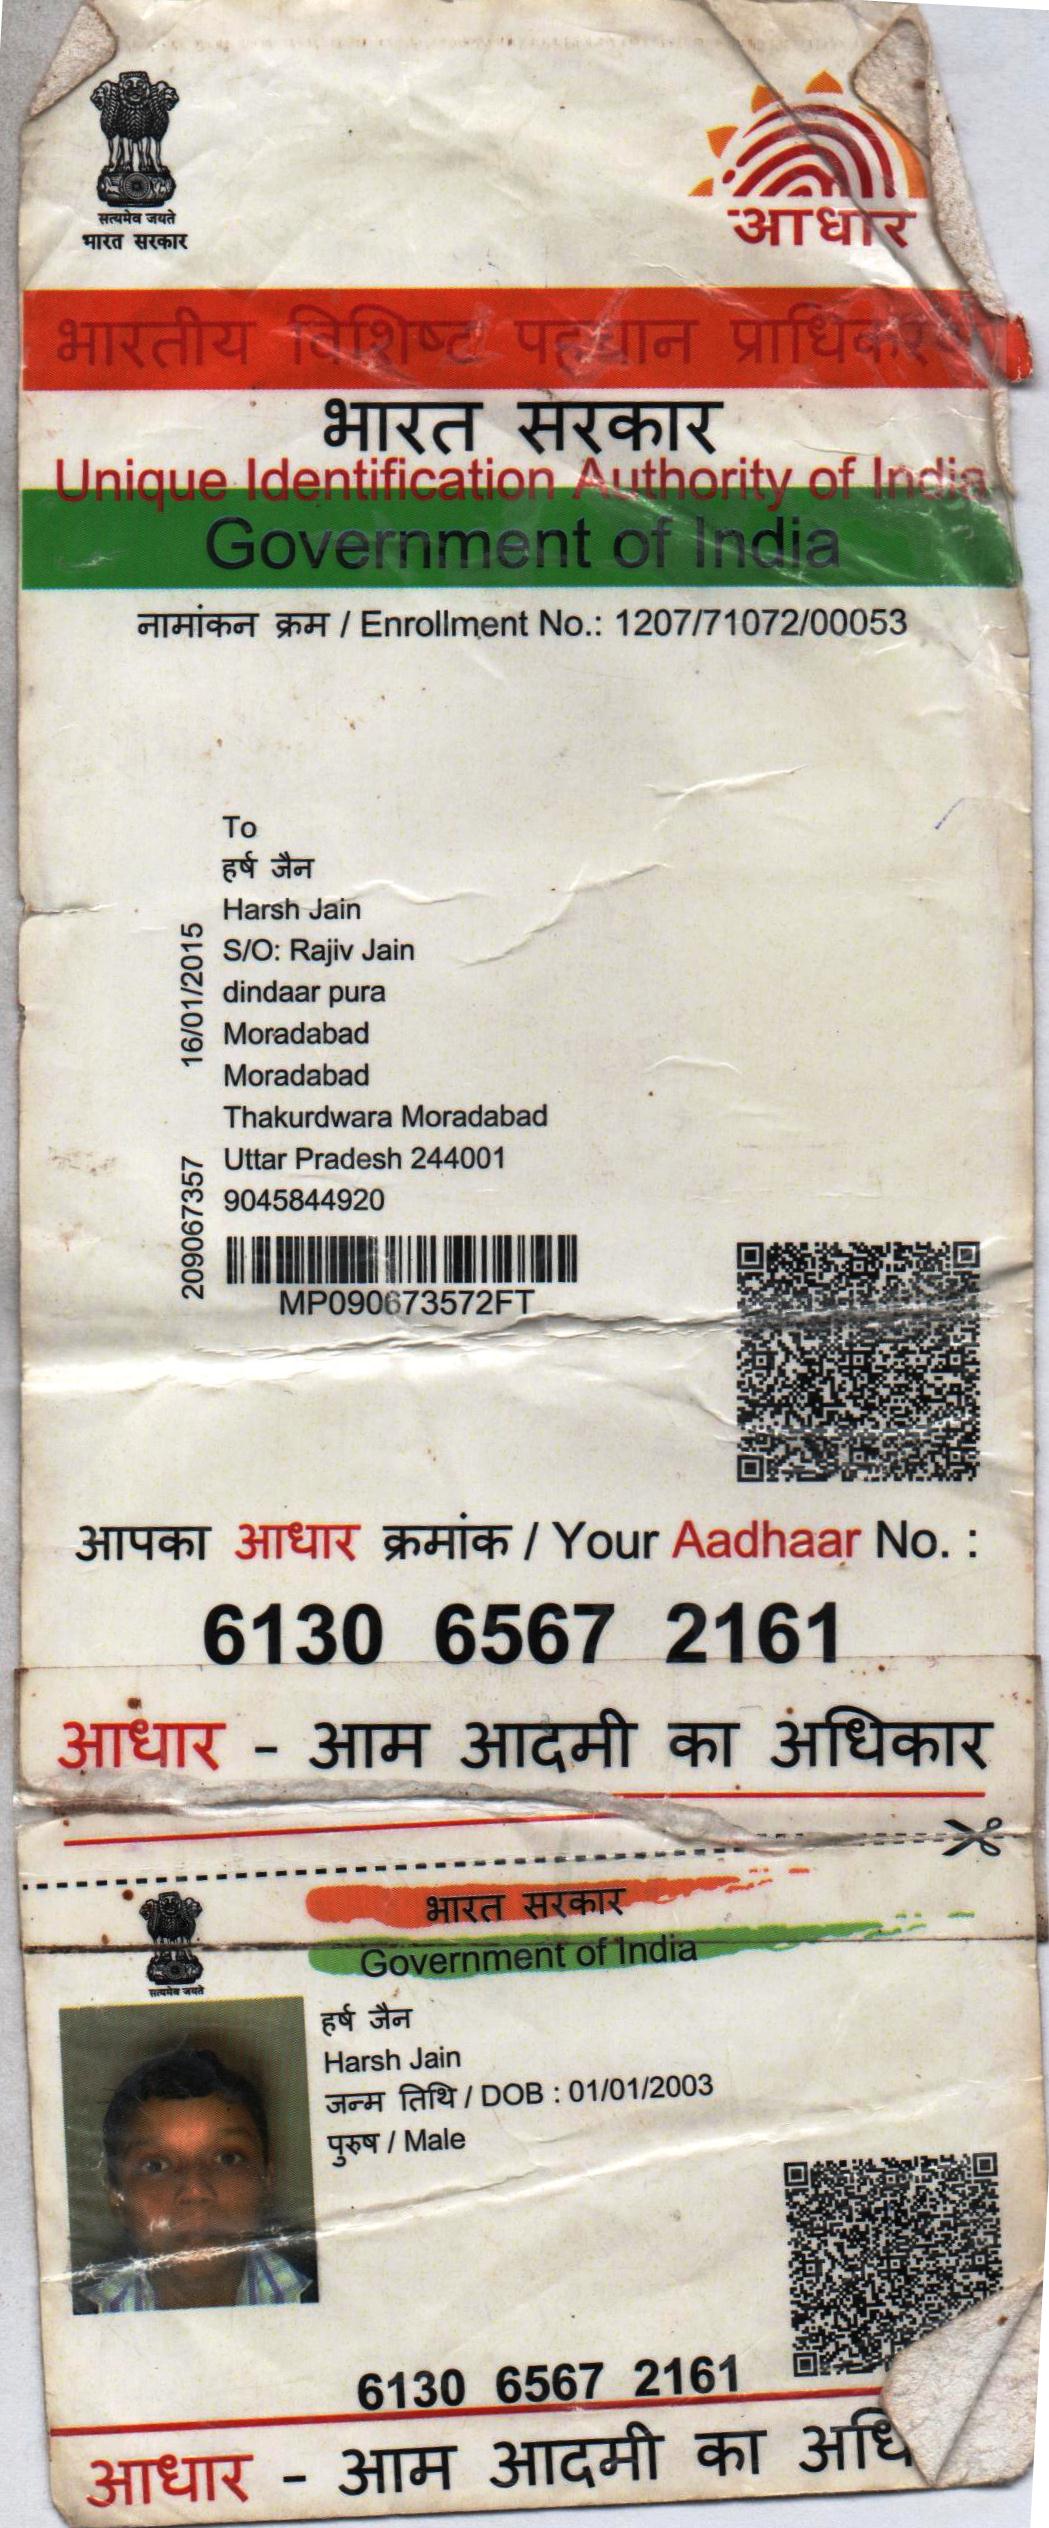 सत्यमेव जयते
भारत सरकार
आधार
भारतीय विशिष्ट पहचान प्राधिकरण
भारत सरकार
Unique Identification Authority of India
Government of India
नामांकन क्रम / Enrollment No.: 1207/71072/00053
To
हर्ष जैन
Harsh Jain
S/O: Rajiv Jain
dindaar pura
Moradabad
Moradabad
Thakurdwara Moradabad
Uttar Pradesh 244001
9045844920
16/01/2015
209067357
MP090673572FT
आपका आधार क्रमांक / Your Aadhaar No. :
6130 6567 2161
आधार - आम आदमी का अधिकार
भारत सरकार
Government of India
सत्यमेव जयते
हर्ष जैन
Harsh Jain
जन्म तिथि / DOB : 01/01/2003
पुरुष / Male
6130 6567 2161
आधार - आम आदमी का